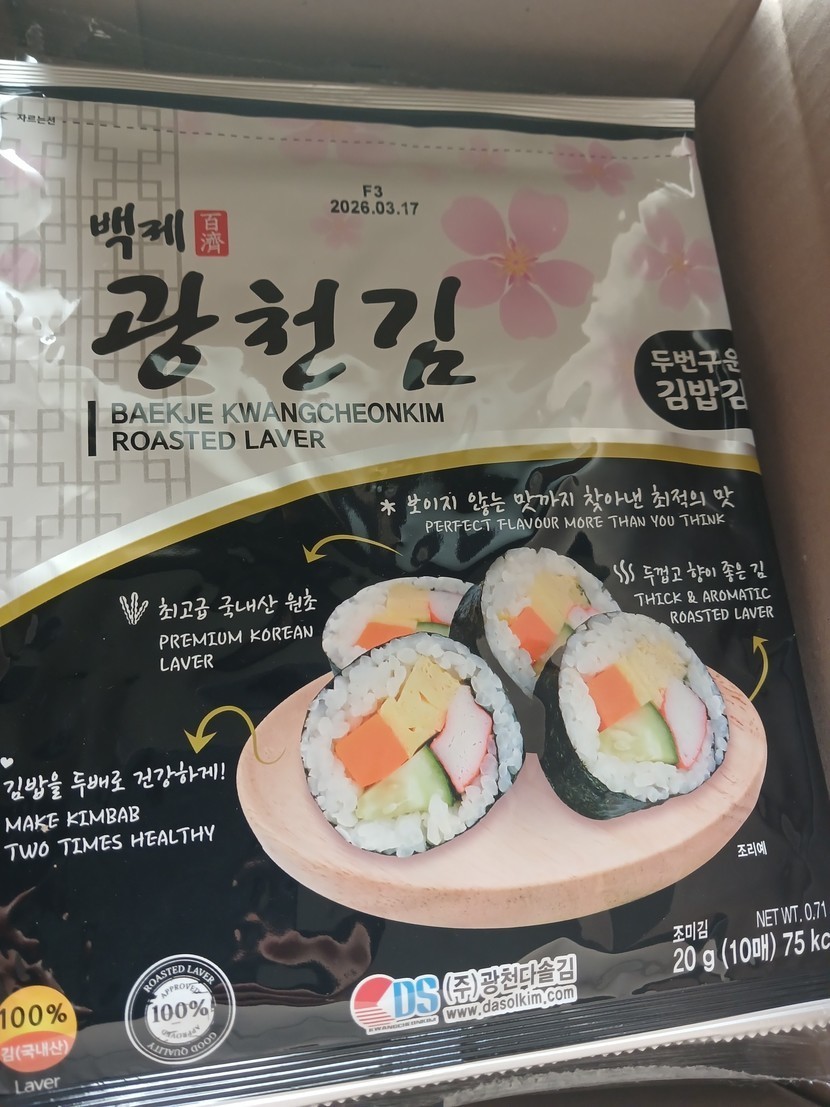 자르는선
F3
2026.03.17
백제 百濟
광천김
BAEKJE KWANGCHEONKIM
ROASTED LAVER
두번구운
김밥김
* 보이지 않는 맛까지 찾아낸 최적의 맛
PERFECT FLAVOUR MORE THAN YOU THINK
두껍고 향이 좋은 김
THICK & AROMATIC
ROASTED LAVER
최고급 국내산 원초
PREMIUM KOREAN
LAVER
김밥을 두배로 건강하게!
MAKE KIMBAB
TWO TIMES HEALTHY
조리예
조미김 NET WT. 0.71
20 g (10매) 75 kc
DS (주)광천다솔김
KWANGCHEONKIM www.dasolkim.com
ROASTED LAVER
APPROVED
100%
APPROVED
GOOD QUALITY
100%
김(국내산)
Laver